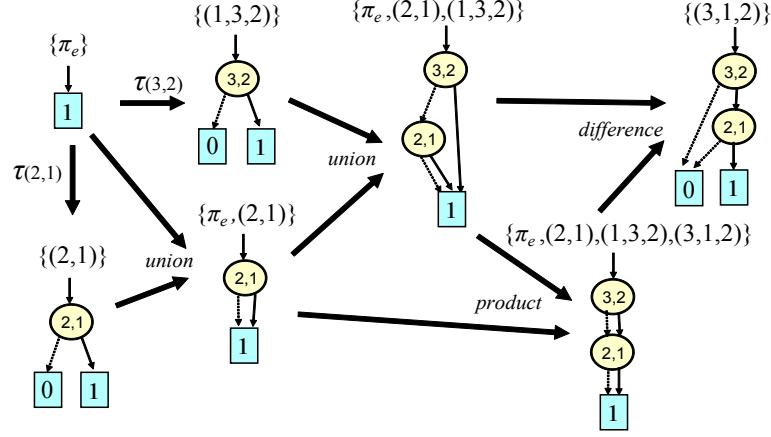 {(1,3,2)}
{π_e ,(2,1),(1,3,2)}
{(3,1,2)}
{π_e}
τ(3,2)
3,2
3,2
3,2
1
0
1
2,1
2,1
difference
union
τ(2,1)
1
0
1
{π_e ,(2,1)}
{π_e ,(2,1),(1,3,2),(3,1,2)}
{(2,1)}
union
2,1
product
3,2
2,1
1
2,1
0
1
1